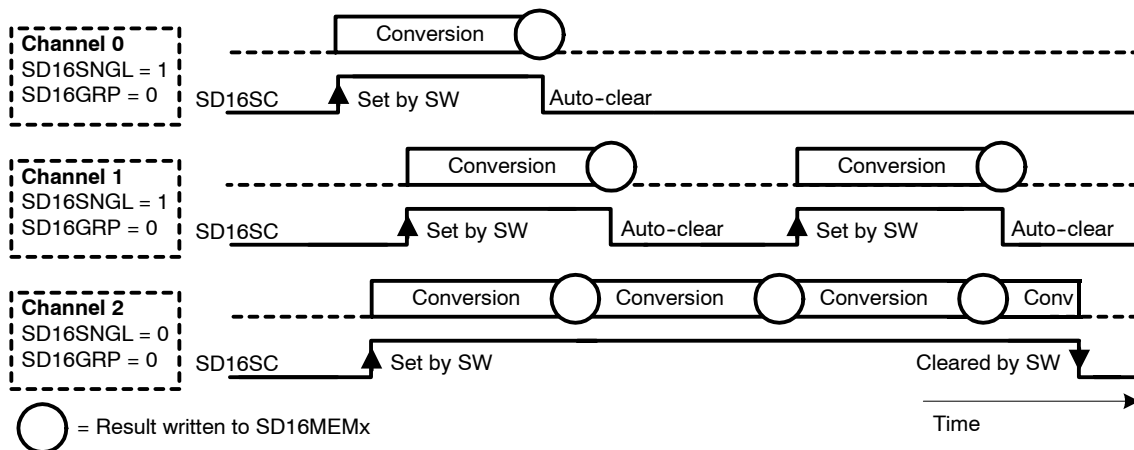 Channel 0
SD16SNGL = 1
SD16GRP = 0
Conversion
SD16SC
Set by SW
Auto-clear
Channel 1
SD16SNGL = 1
SD16GRP = 0
Conversion
Conversion
SD16SC
Set by SW
Auto-clear
Set by SW
Auto-clear
Channel 2
SD16SNGL = 0
SD16GRP = 0
Conversion
Conversion
Conversion
Conv
SD16SC
Set by SW
Cleared by SW
= Result written to SD16MEMx
Time